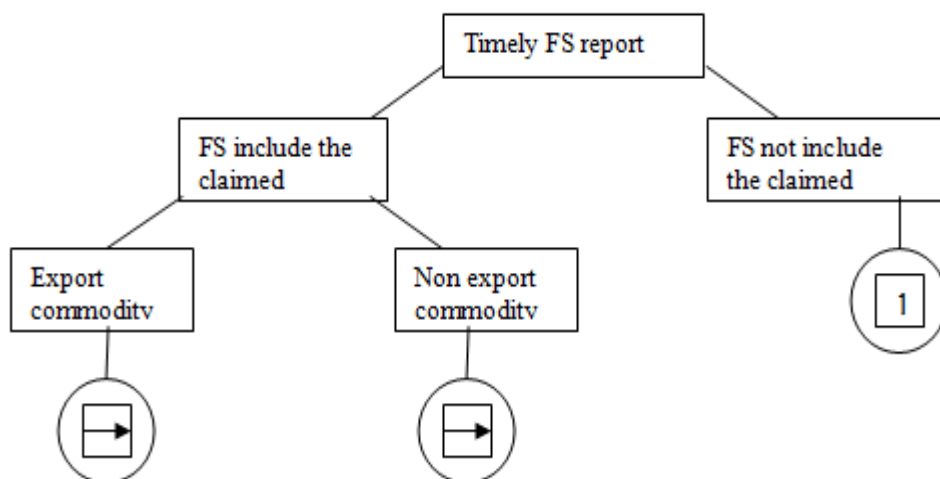 Timely FS report
FS include the
claimed
FS not include
the claimed
Export
commodity
Non export
commodity
1